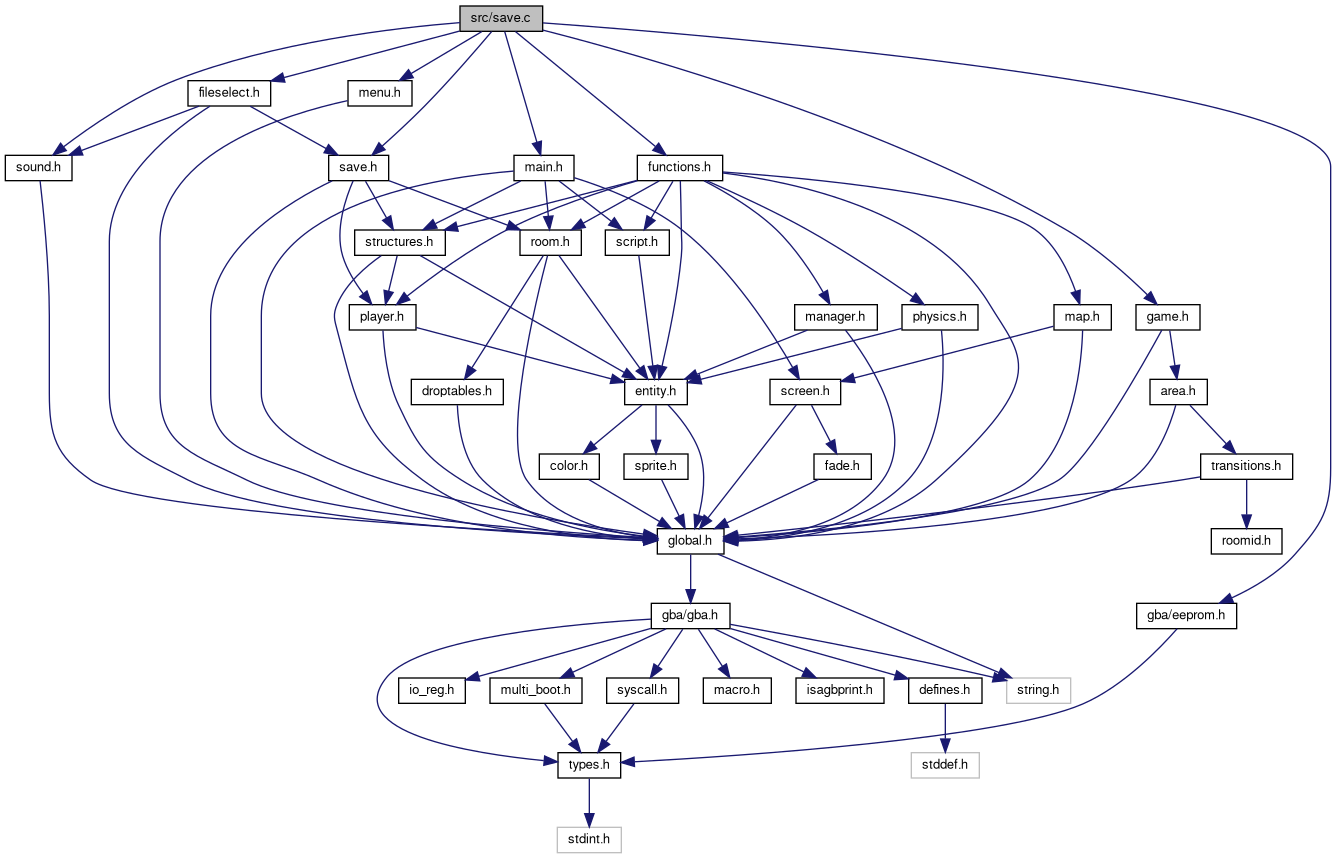 src/save.c
fileselect.h
menu.h
sound.h
save.h
main.h
functions.h
structures.h
room.h
script.h
player.h
manager.h
physics.h
map.h
game.h
droptables.h
entity.h
screen.h
area.h
color.h
sprite.h
fade.h
transitions.h
global.h
roomid.h
gba/gba.h
gba/eeprom.h
io_reg.h
multi_boot.h
syscall.h
macro.h
isagbprint.h
defines.h
string.h
types.h
stddef.h
stdint.h